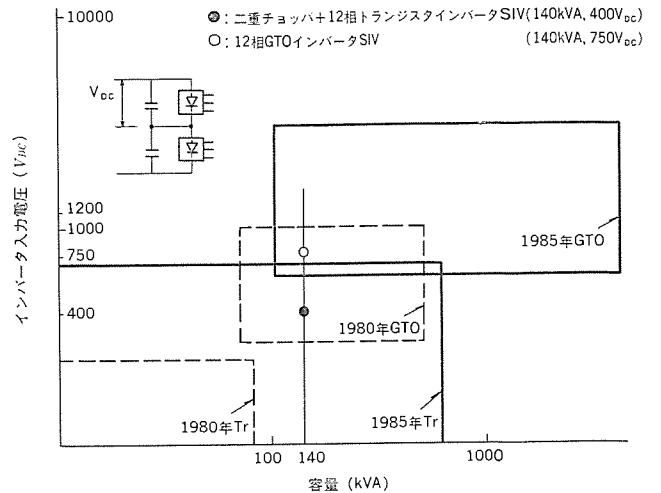 ●：二重チョッパ＋12相トランジスタインバータSIV(140kVA, 400V_DC)
○：12相GTOインバータSIV (140kVA, 750V_DC)
10000
V_DC
インバータ入力電圧 (V_DC)
1200
1000
750
400
1985年GTO
1980年GTO
1980年Tr
1985年Tr
100 140 1000
容量 (kVA)